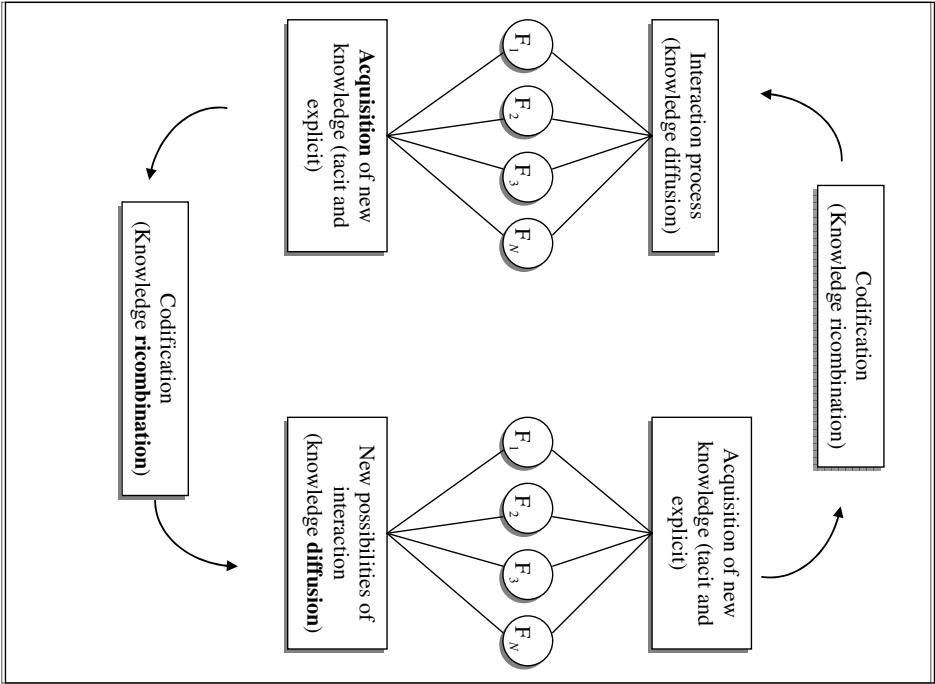 Codification
(Knowledge ricombination)
Interaction process
(knowledge diffusion)
Acquisition of new
knowledge (tacit and
explicit)
F1 F2 F3 FN
F1 F2 F3 FN
Acquisition of new
knowledge (tacit and
explicit)
New possibilities of
interaction
(knowledge diffusion)
Codification
(Knowledge ricombination)